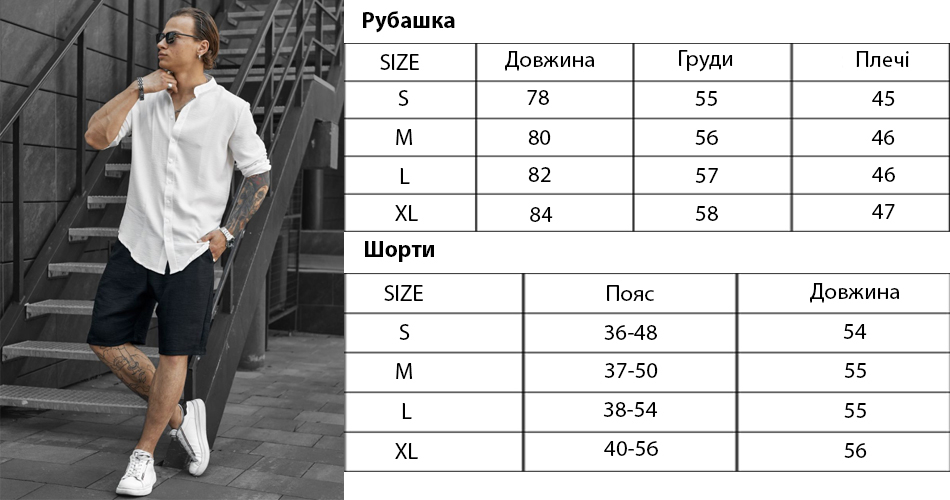 Рубашка
SIZE Довжина Груди Плечі
S 78 55 45
M 80 56 46
L 82 57 46
XL 84 58 47
Шорти
SIZE Пояс Довжина
S 36-48 54
M 37-50 55
L 38-54 55
XL 40-56 56